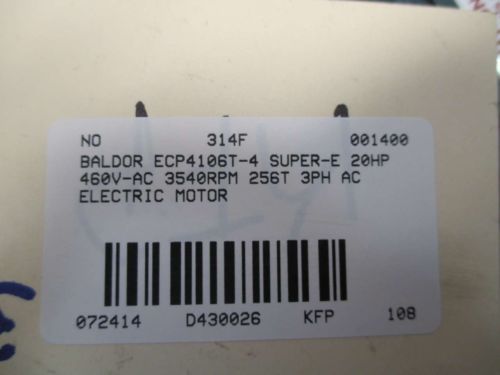 NO 314F 001400
BALDOR ECP4106T-4 SUPER-E 20HP
460V-AC 3540RPM 256T 3PH AC
ELECTRIC MOTOR
072414 D430026 KFP 108